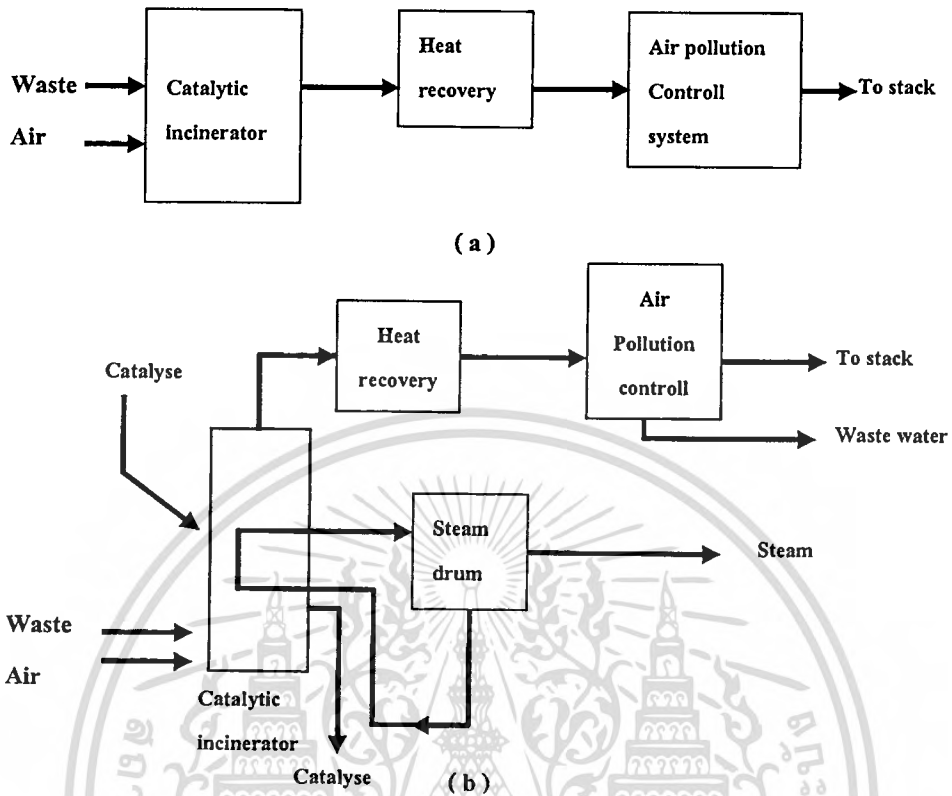 Waste
Air
Catalytic
incinerator
Heat
recovery
Air pollution
Controll
system
To stack
( a )
Catalyse
Heat
recovery
Air
Pollution
controll
To stack
Waste water
Steam
drum
Steam
Waste
Air
Catalytic
incinerator
Catalyse
( b )